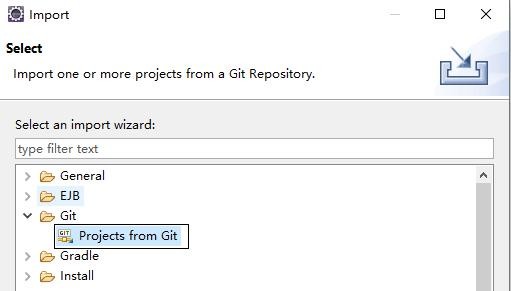 Import
Select
Import one or more projects from a Git Repository.
Select an import wizard:
type filter text
General
EJB
Git
GIT Projects from Git
Gradle
Install